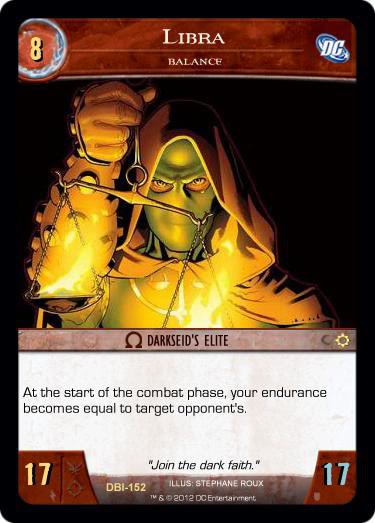 8
LIBRA
BALANCE
DC
Ω DARKSEID'S ELITE
At the start of the combat phase, your endurance
becomes equal to target opponent's.
"Join the dark faith."
17
DBI-152
ILLUS: STEPHANE ROUX
17
™ & © 2012 DC Entertainment